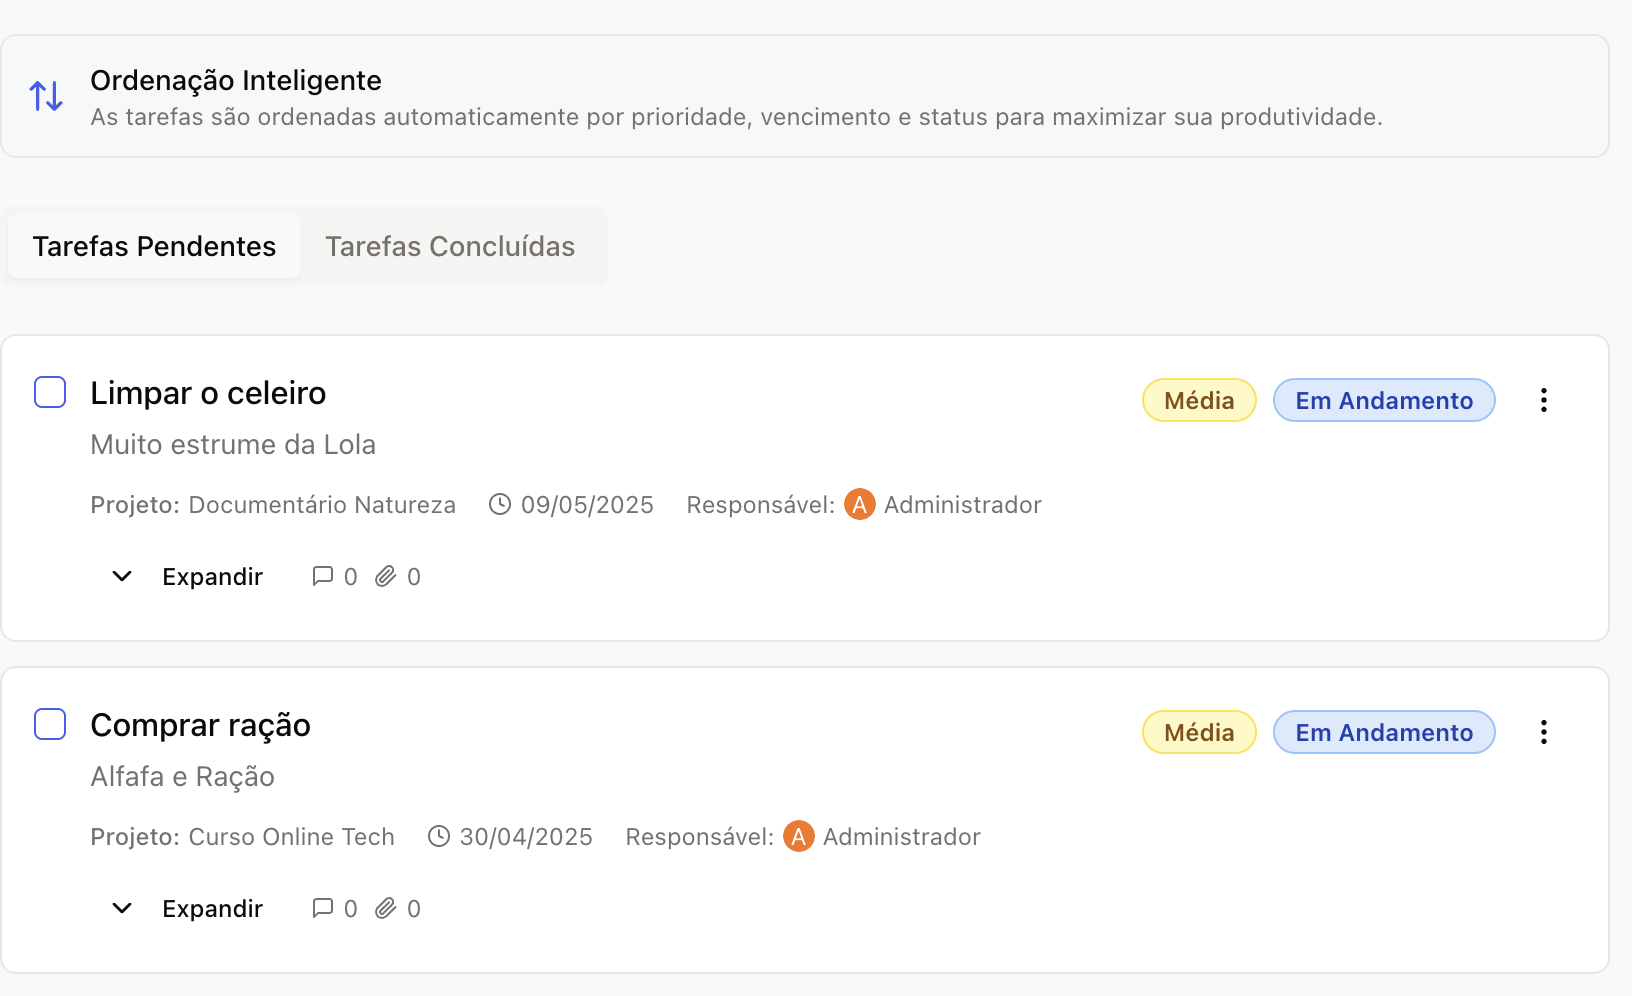 Ordenação Inteligente
As tarefas são ordenadas automaticamente por prioridade, vencimento e status para maximizar sua produtividade.
Tarefas Pendentes Tarefas Concluídas
Limpar o celeiro Média Em Andamento
Muito estrume da Lola
Projeto: Documentário Natureza 09/05/2025 Responsável: A Administrador
Expandir 0 0
Comprar ração Média Em Andamento
Alfafa e Ração
Projeto: Curso Online Tech 30/04/2025 Responsável: A Administrador
Expandir 0 0